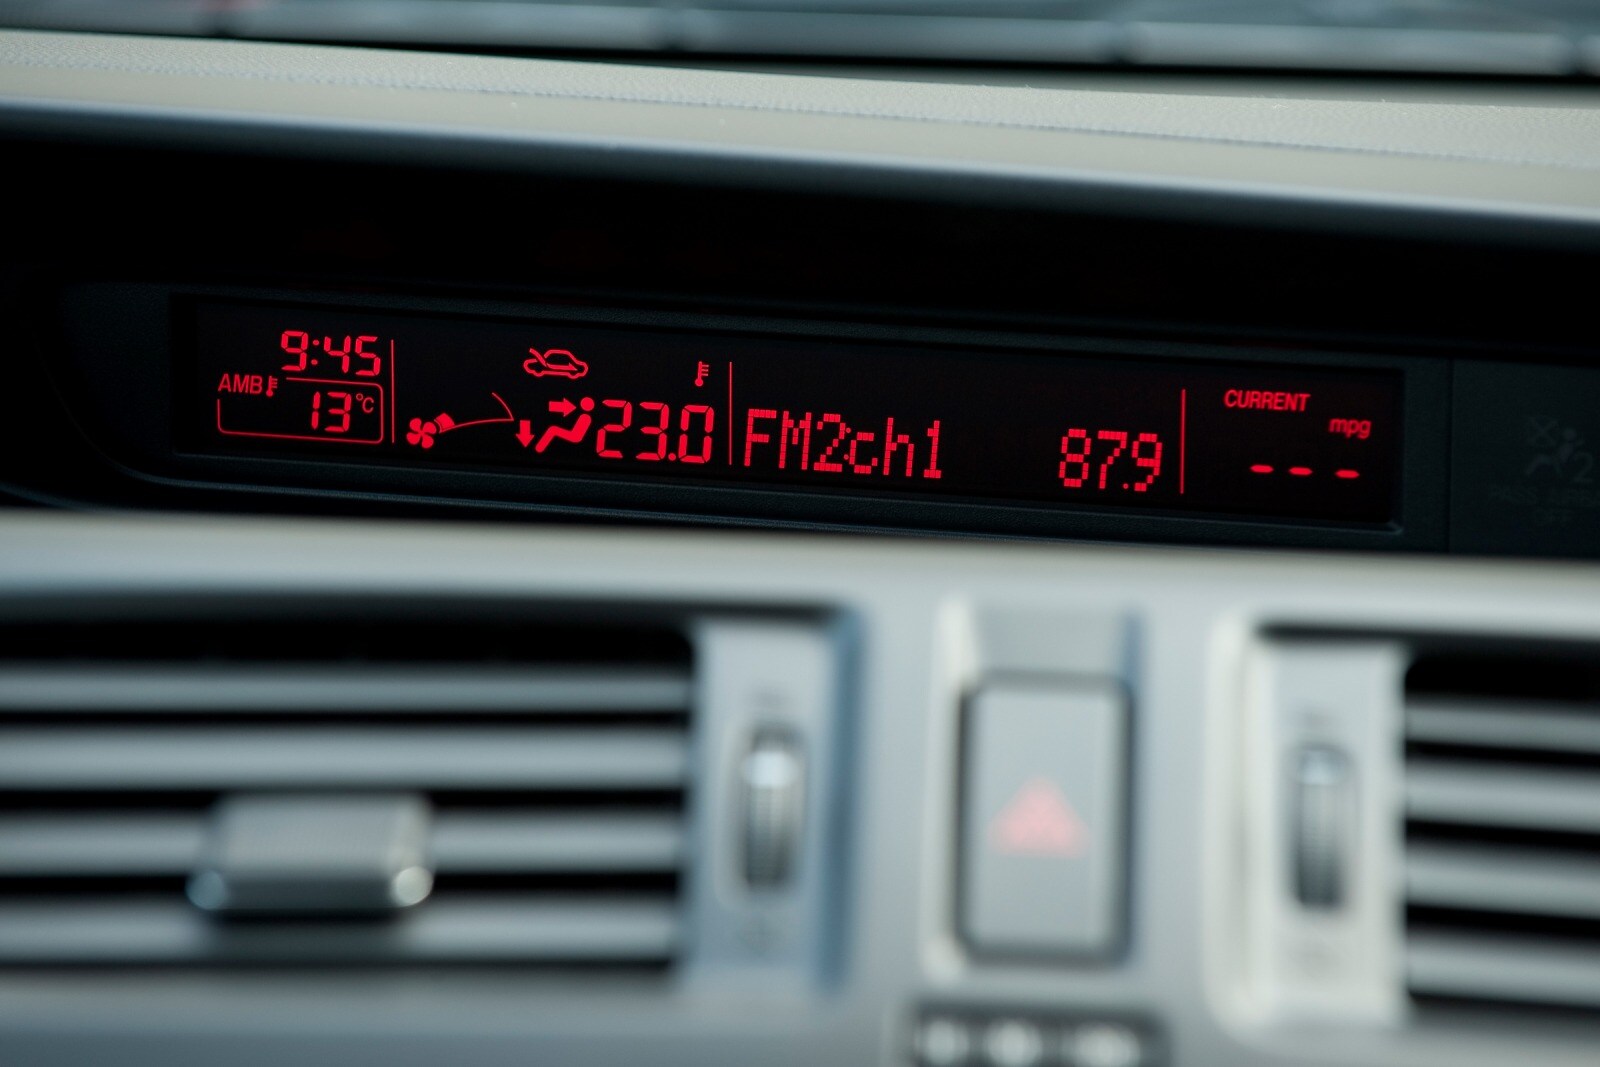 9:45
AMB
13°C
23.0
FM2ch1 87.9
CURRENT
mpg
---